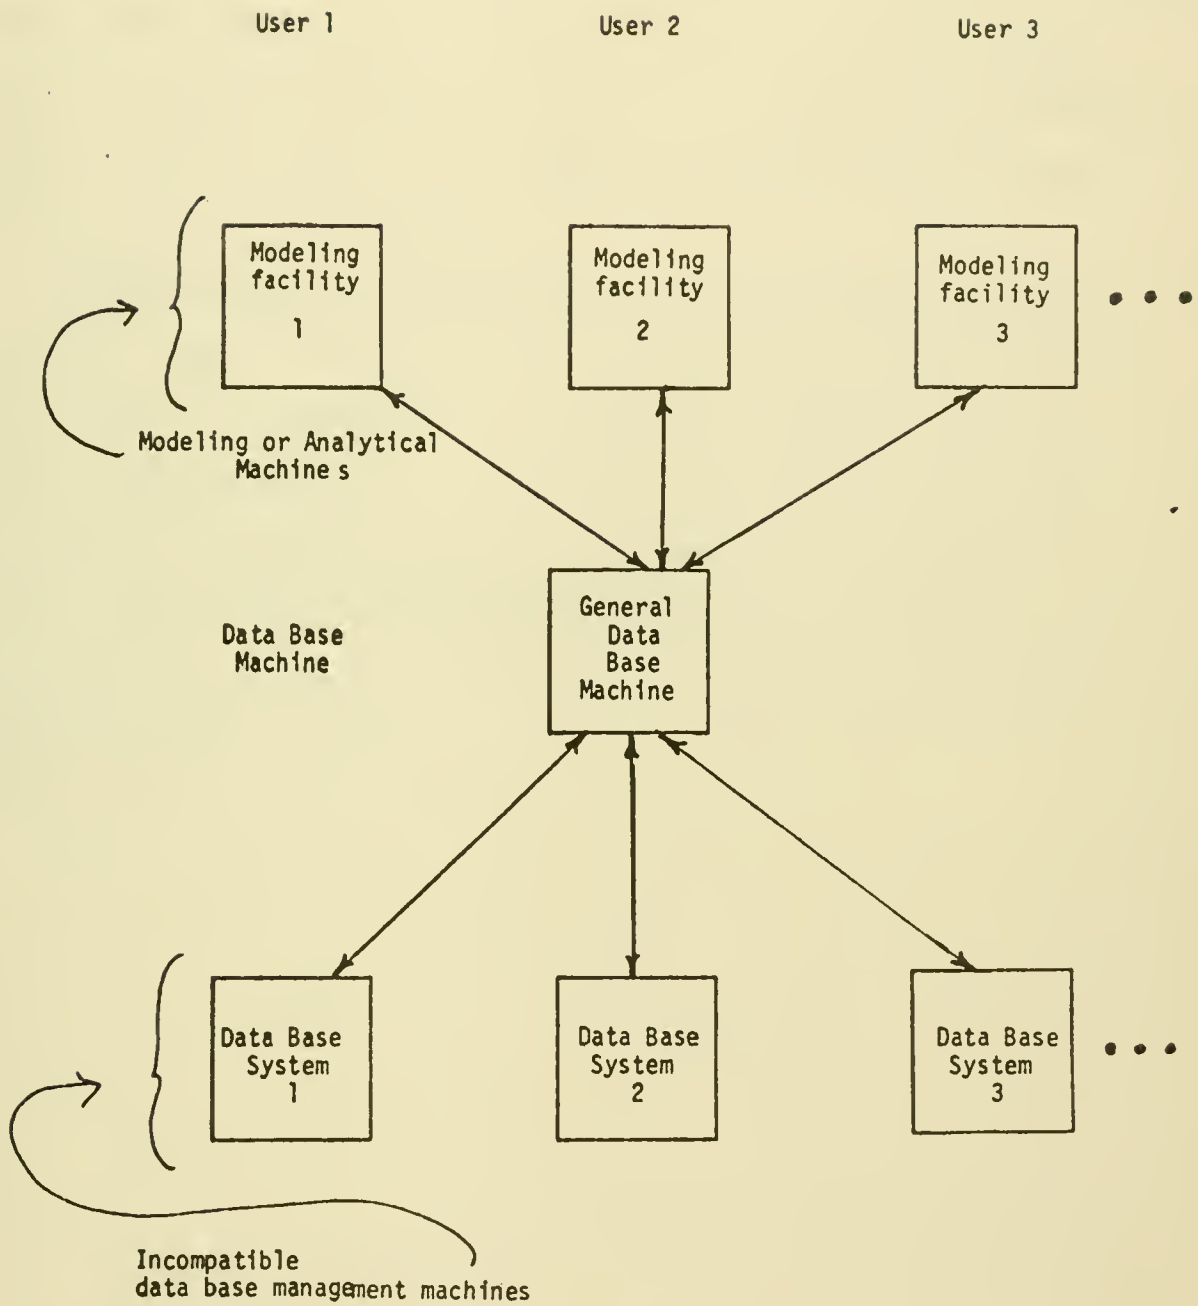 User 1
User 2
User 3
Modeling
facility
1
Modeling
facility
2
Modeling
facility
3
Modeling or Analytical
Machines
Data Base
Machine
General
Data
Base
Machine
Data Base
System
1
Data Base
System
2
Data Base
System
3
Incompatible
data base management machines